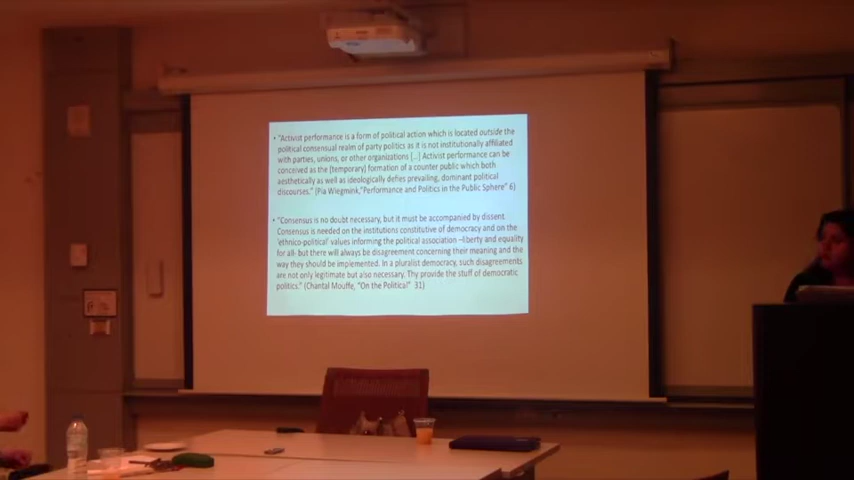 • "Activist performance is a form of political action which is located outside the
political consensual realm of party politics as it is not institutionally affiliated
with parties, unions, or other organizations [...] Activist performance can be
conceived as the (temporary) formation of a counter public which both
aesthetically as well as ideologically defies prevailing, dominant political
discourses." (Pia Wiegmink,"Performance and Politics in the Public Sphere" 6)
• "Consensus is no doubt necessary, but it must be accompanied by dissent.
Consensus is needed on the institutions constitutive of democracy and on the
'ethnico-political' values informing the political association –liberty and equality
for all- but there will always be disagreement concerning their meaning and the
way they should be implemented. In a pluralist democracy, such disagreements
are not only legitimate but also necessary. Thy provide the stuff of democratic
politics." (Chantal Mouffe, "On the Political" 31)